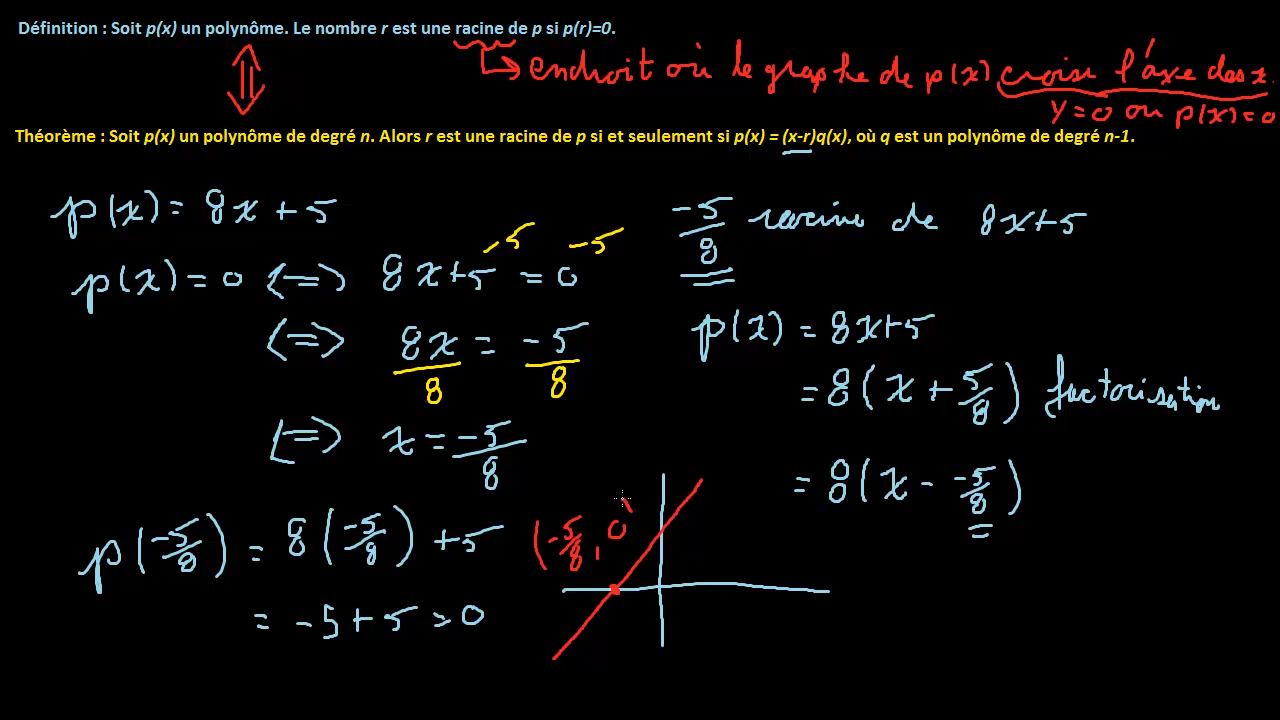 Définition : Soit p(x) un polynôme. Le nombre r est une racine de p si p(r)=0.
endroit où le graphe de p(x) croise l'axe des x.
y=0 ou p(x)=0
Théorème : Soit p(x) un polynôme de degré n. Alors r est une racine de p si et seulement si p(x) = (x-r)q(x), où q est un polynôme de degré n-1.
p(x) = 8x + 5
p(x) = 0 <=> 8x+5 -5 = 0 -5
<=> 8x/8 = -5/8
<=> x = -5/8
p(-5/8) = 8(-5/8) + 5
= -5 + 5 = 0
-5/8 racine de 8x+5
p(x) = 8x+5
= 8(x + 5/8) factorisation
= 8(x - -5/8)
(-5/8, 0)